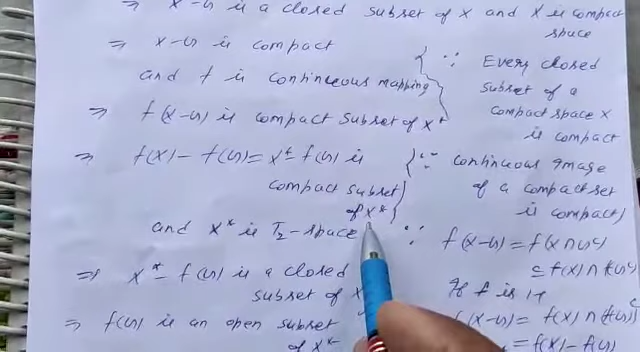 ⇒ X-G is a closed subset of X and X is compact
space
⇒ X-G is compact
and f is continuous mapping
∵ Every closed
subset of a
compact space X
is compact
⇒ f(X-G) is compact subset of X*
⇒ f(X) - f(G) = X* - f(G) is
compact subset
of X*
(∵ continuous image
of a compact set
is compact)
and X* is T₂-space
∵ f(X-G) = f(X∩Gᶜ)
⊆ f(X)∩f(Gᶜ)
⇒ X* - f(G) is a closed
subset of X
If f is 1-1
f(X-G) = f(X)∩(f(G))ᶜ
= f(X) - f(G)
⇒ f(G) is an open subset
of X*